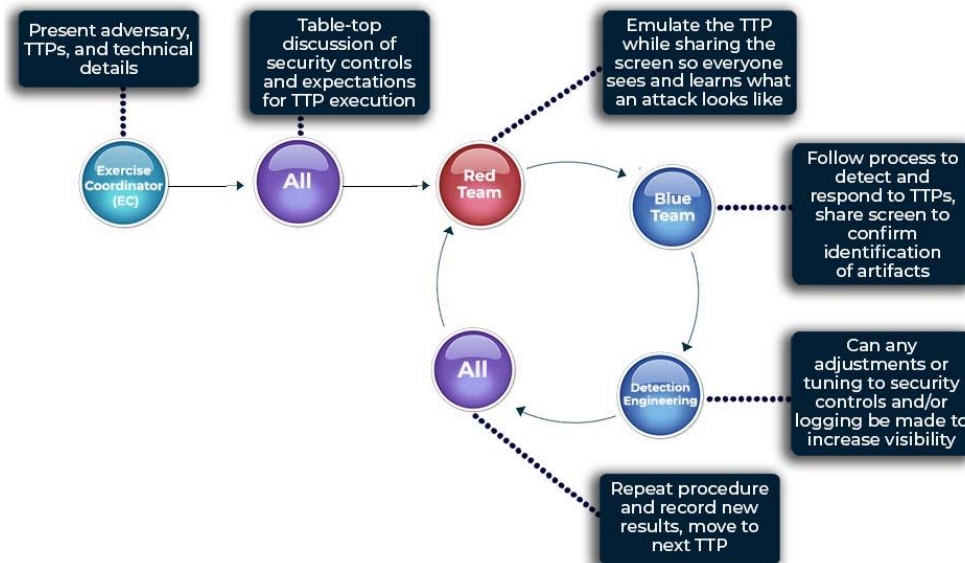 Present adversary,
TTPs, and technical
details
Table-top
discussion of
security controls
and expectations
for TTP execution
Emulate the TTP
while sharing the
screen so everyone
sees and learns what
an attack looks like
Exercise
Coordinator
(EC)
All
Red
Team
Blue
Team
Follow process to
detect and
respond to TTPs,
share screen to
confirm
identification
of artifacts
All
Detection
Engineering
Can any
adjustments or
tuning to security
controls and/or
logging be made to
increase visibility
Repeat procedure
and record new
results, move to
next TTP